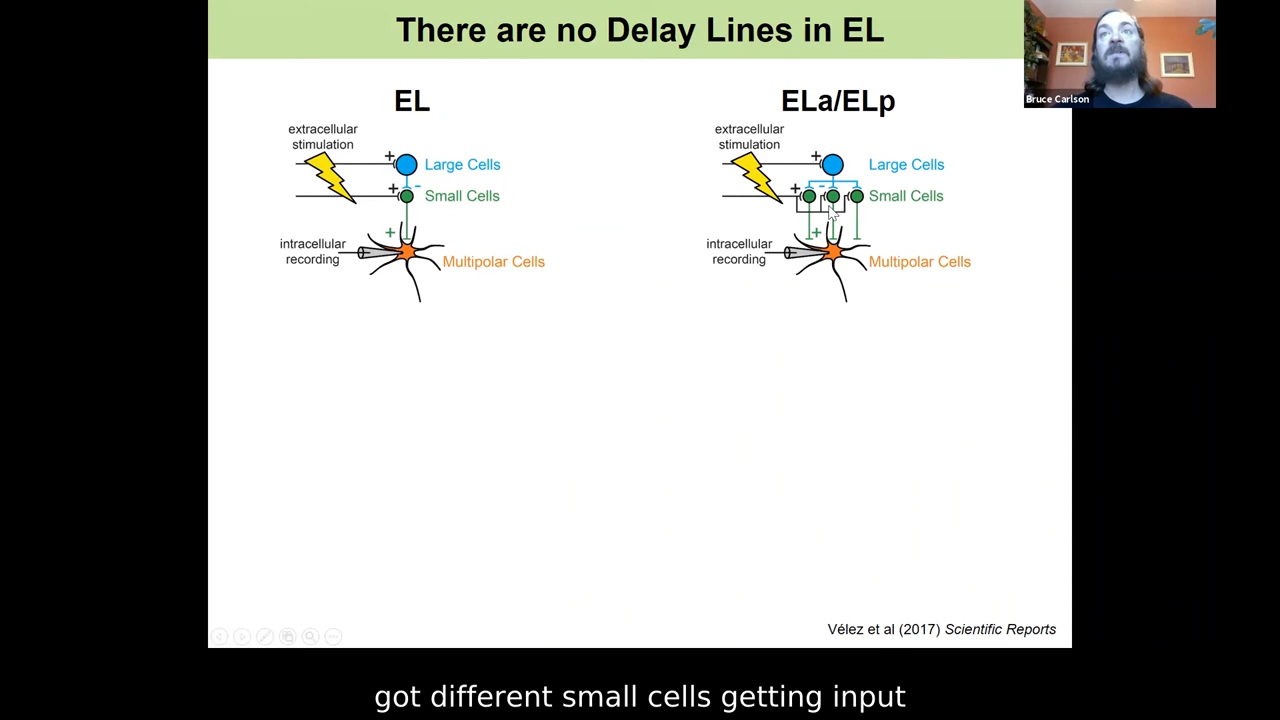 There are no Delay Lines in EL
Bruce Carlson
EL
ELa/ELp
extracellular
stimulation
+
Large Cells
-
+
Small Cells
+
intracellular
recording
Multipolar Cells
extracellular
stimulation
+
Large Cells
-
+
Small Cells
+
intracellular
recording
Multipolar Cells
Vélez et al (2017) Scientific Reports
got different small cells getting input